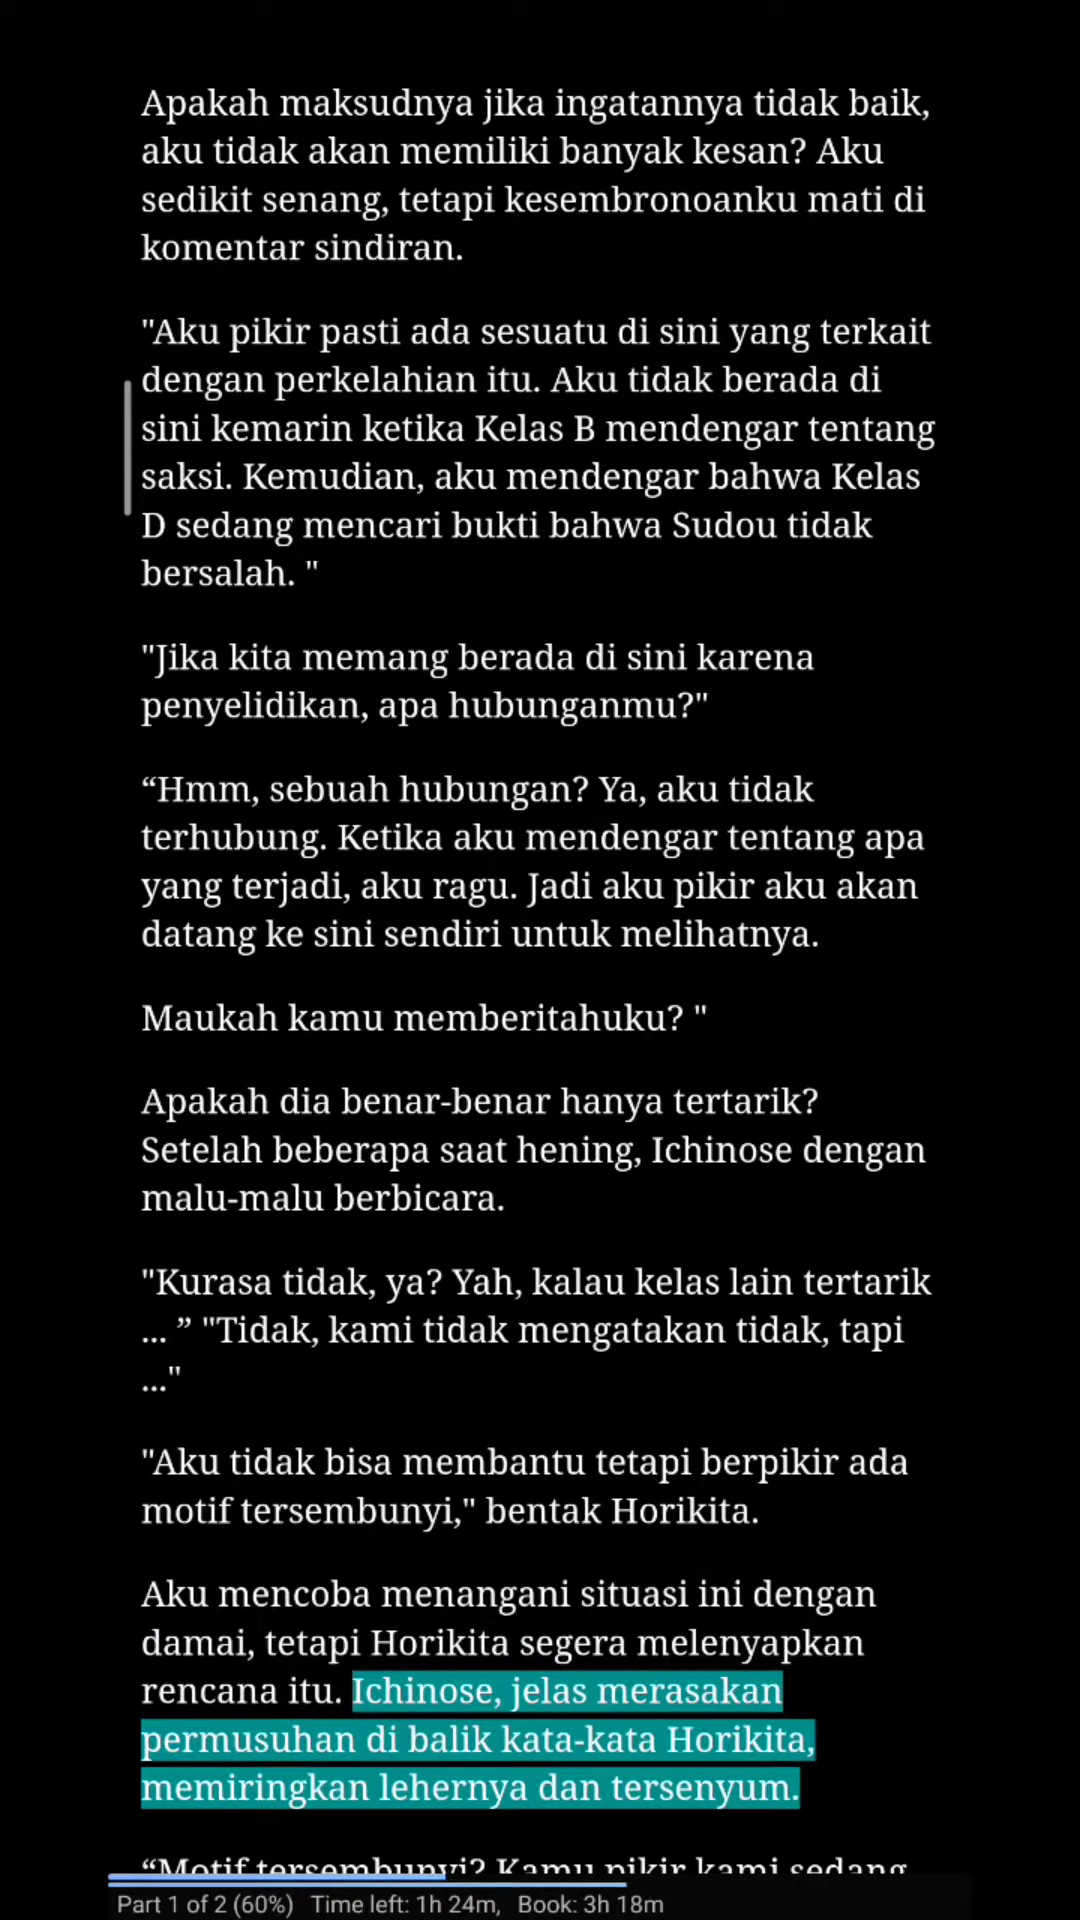 Apakah maksudnya jika ingatannya tidak baik,
aku tidak akan memiliki banyak kesan? Aku
sedikit senang, tetapi kesembronoanku mati di
komentar sindiran.
"Aku pikir pasti ada sesuatu di sini yang terkait
dengan perkelahian itu. Aku tidak berada di
sini kemarin ketika Kelas B mendengar tentang
saksi. Kemudian, aku mendengar bahwa Kelas
D sedang mencari bukti bahwa Sudou tidak
bersalah. "
"Jika kita memang berada di sini karena
penyelidikan, apa hubunganmu?"
“Hmm, sebuah hubungan? Ya, aku tidak
terhubung. Ketika aku mendengar tentang apa
yang terjadi, aku ragu. Jadi aku pikir aku akan
datang ke sini sendiri untuk melihatnya.
Maukah kamu memberitahuku? "
Apakah dia benar-benar hanya tertarik?
Setelah beberapa saat hening, Ichinose dengan
malu-malu berbicara.
"Kurasa tidak, ya? Yah, kalau kelas lain tertarik
... ” "Tidak, kami tidak mengatakan tidak, tapi
..."
"Aku tidak bisa membantu tetapi berpikir ada
motif tersembunyi," bentak Horikita.
Aku mencoba menangani situasi ini dengan
damai, tetapi Horikita segera melenyapkan
rencana itu. Ichinose, jelas merasakan
permusuhan di balik kata-kata Horikita,
memiringkan lehernya dan tersenyum.
“Motif tersembunyi? Kamu pikir kami sedang
Part 1 of 2 (60%) Time left: 1h 24m, Book: 3h 18m